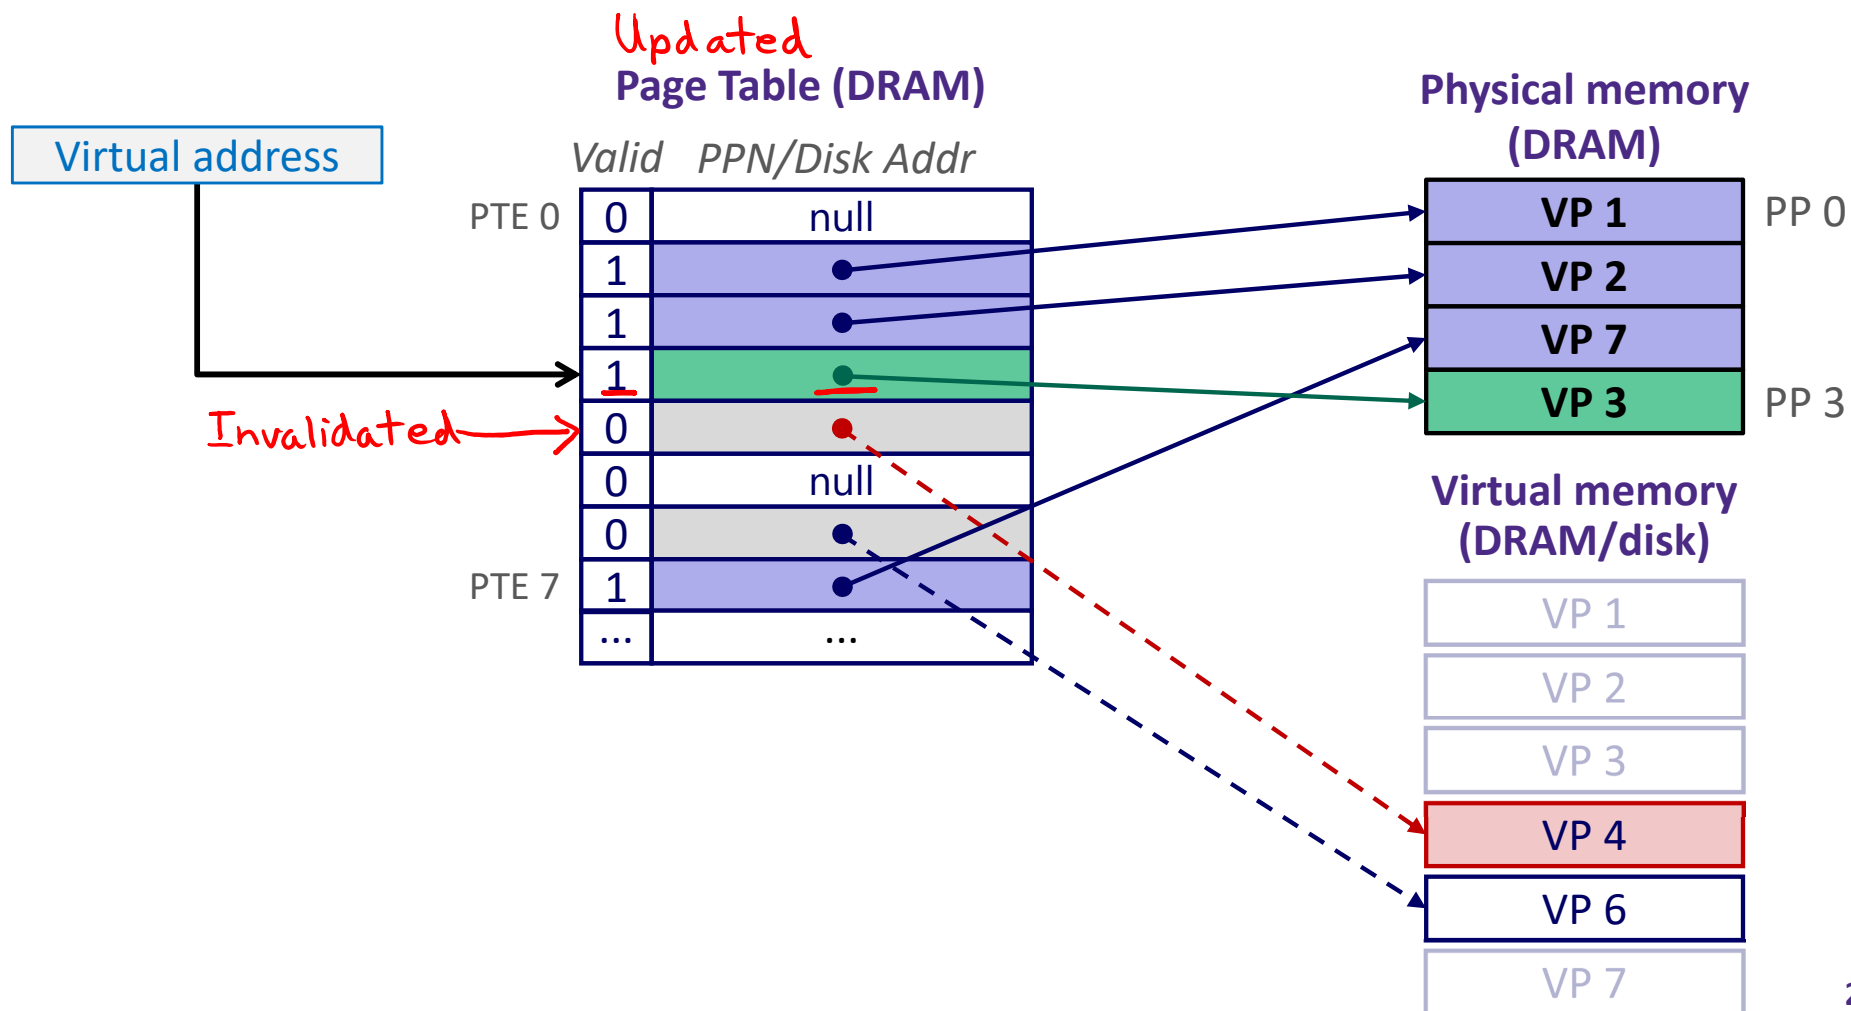 Updated
Page Table (DRAM)
Virtual address
Valid PPN/Disk Addr
PTE 0 0 null
1
1
1
Invalidated 0
0 null
0
PTE 7 1
... ...
Physical memory
(DRAM)
VP 1 PP 0
VP 2
VP 7
VP 3 PP 3
Virtual memory
(DRAM/disk)
VP 1
VP 2
VP 3
VP 4
VP 6
VP 7